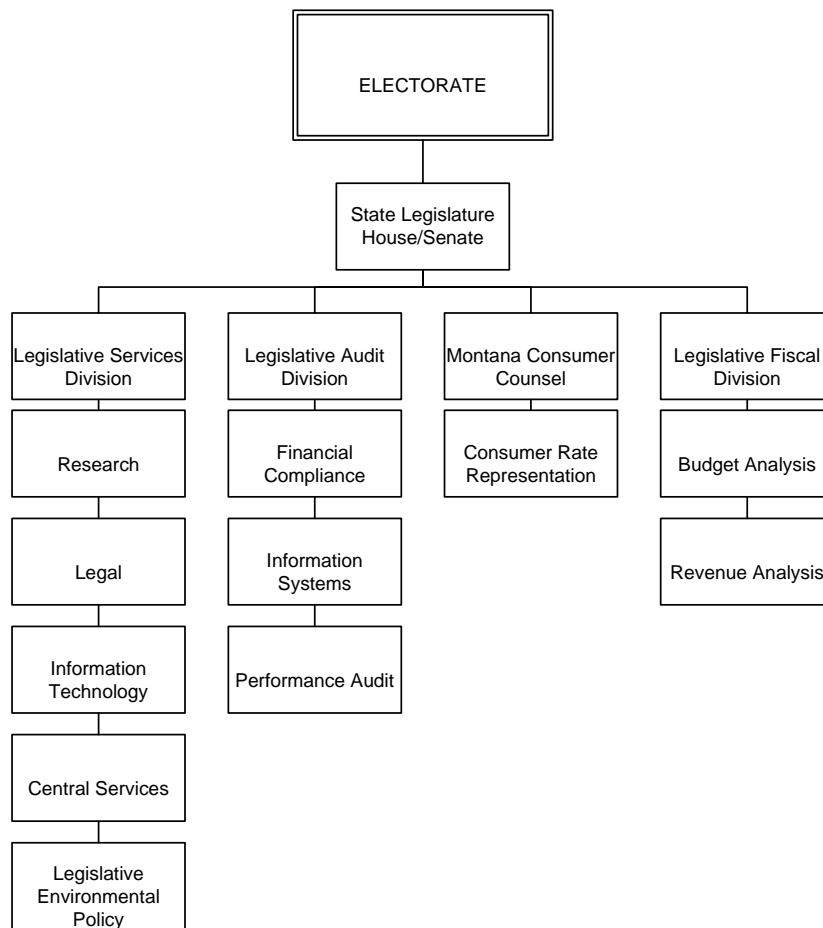 ELECTORATE
State Legislature
House/Senate
Legislative Services
Division
Research
Legal
Information
Technology
Central Services
Legislative
Environmental
Policy
Legislative Audit
Division
Financial
Compliance
Information
Systems
Performance Audit
Montana Consumer
Counsel
Consumer Rate
Representation
Legislative Fiscal
Division
Budget Analysis
Revenue Analysis